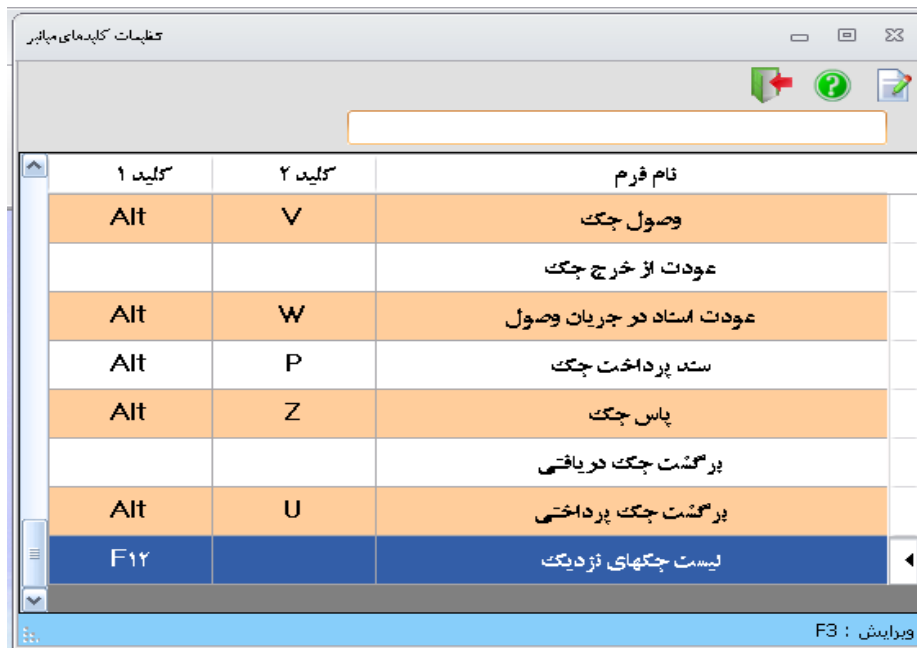 تنظیمات کلیدهای میانبر
نام فرم کلید ۲ کلید ۱
وصول چک V Alt
عودت از خرج چک
عودت اسناد در جریان وصول W Alt
سند پرداخت چک P Alt
پاس چک Z Alt
برگشت چک دریافتی
برگشت چک پرداختی U Alt
لیست چکهای نزدیک F۱۲
ویرایش : F3